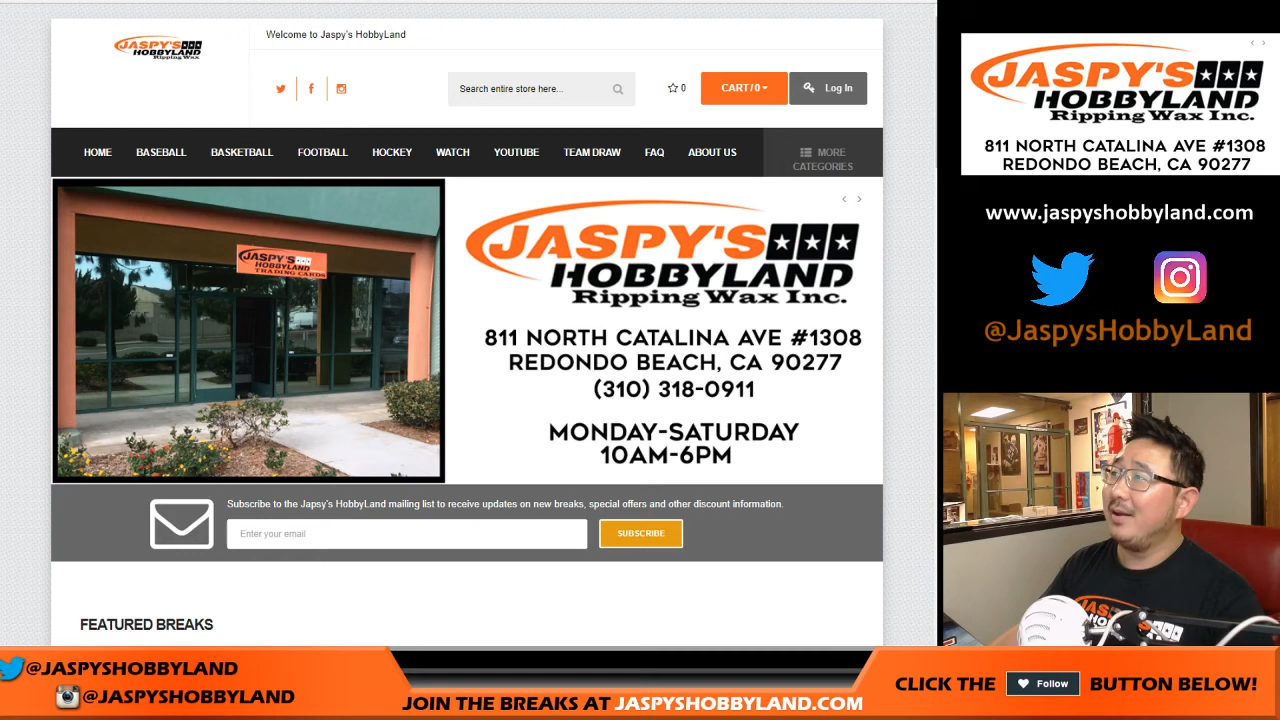 JASPY'S
HOBBYLAND
Ripping Wax
Welcome to Jaspy's HobbyLand
Search entire store here...
0
CART / 0
Log In
HOME
BASEBALL
BASKETBALL
FOOTBALL
HOCKEY
WATCH
YOUTUBE
TEAM DRAW
FAQ
ABOUT US
MORE
CATEGORIES
JASPY'S
HOBBYLAND
TRADING CARDS
JASPY'S
HOBBYLAND
Ripping Wax Inc.
811 NORTH CATALINA AVE #1308
REDONDO BEACH, CA 90277
(310) 318-0911
MONDAY-SATURDAY
10AM-6PM
Subscribe to the Japsy's HobbyLand mailing list to receive updates on new breaks, special offers and other discount information.
Enter your email
SUBSCRIBE
FEATURED BREAKS
JASPY'S
HOBBYLAND
Ripping Wax Inc.
811 NORTH CATALINA AVE #1308
REDONDO BEACH, CA 90277
www.jaspyshobbyland.com
@JaspysHobbyLand
@JASPYSHOBBYLAND
@JASPYSHOBBYLAND
JOIN THE BREAKS AT JASPYSHOBBYLAND.COM
CLICK THE Follow BUTTON BELOW!